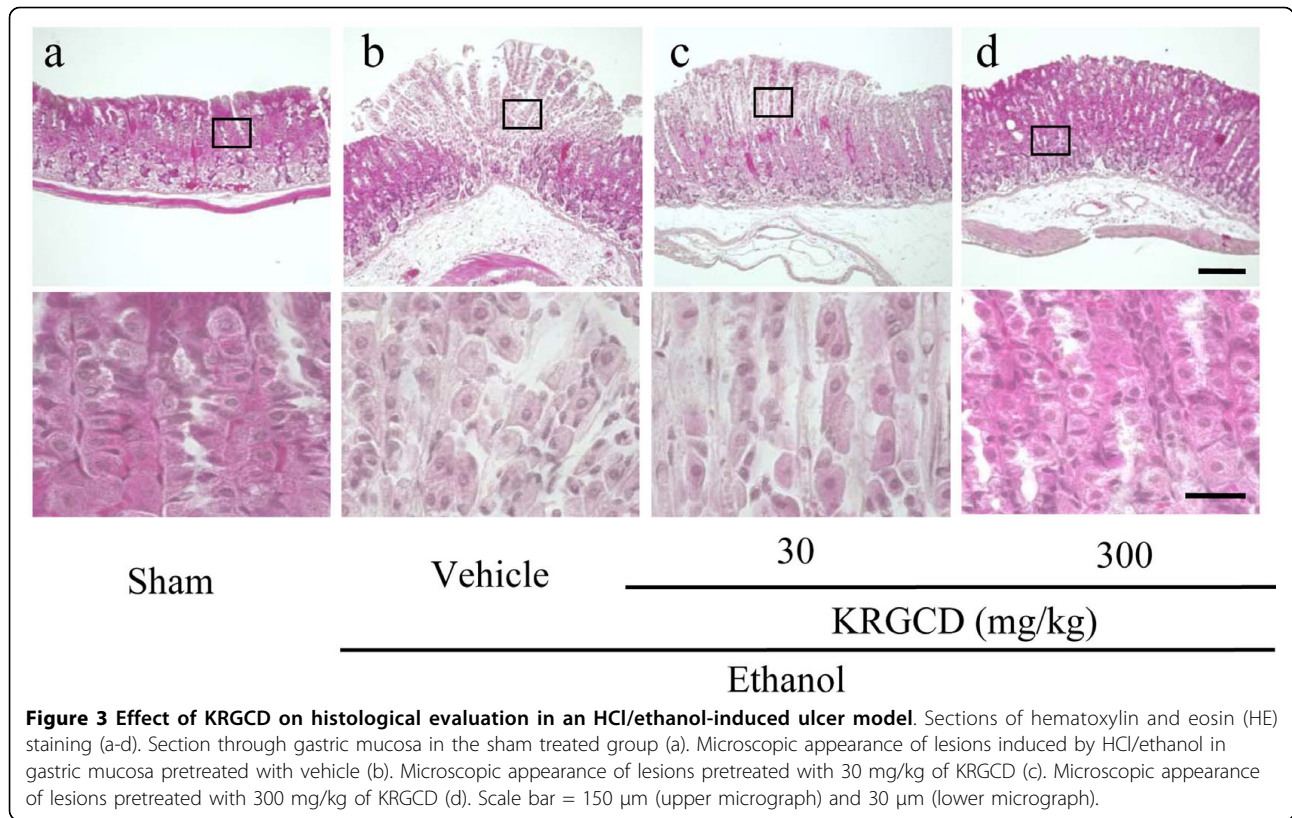 a b c d
Sham Vehicle 30 300
KRGCD (mg/kg)
Ethanol
Figure 3 Effect of KRGCD on histological evaluation in an HCl/ethanol-induced ulcer model. Sections of hematoxylin and eosin (HE)
staining (a-d). Section through gastric mucosa in the sham treated group (a). Microscopic appearance of lesions induced by HCl/ethanol in
gastric mucosa pretreated with vehicle (b). Microscopic appearance of lesions pretreated with 30 mg/kg of KRGCD (c). Microscopic appearance
of lesions pretreated with 300 mg/kg of KRGCD (d). Scale bar = 150 μm (upper micrograph) and 30 μm (lower micrograph).